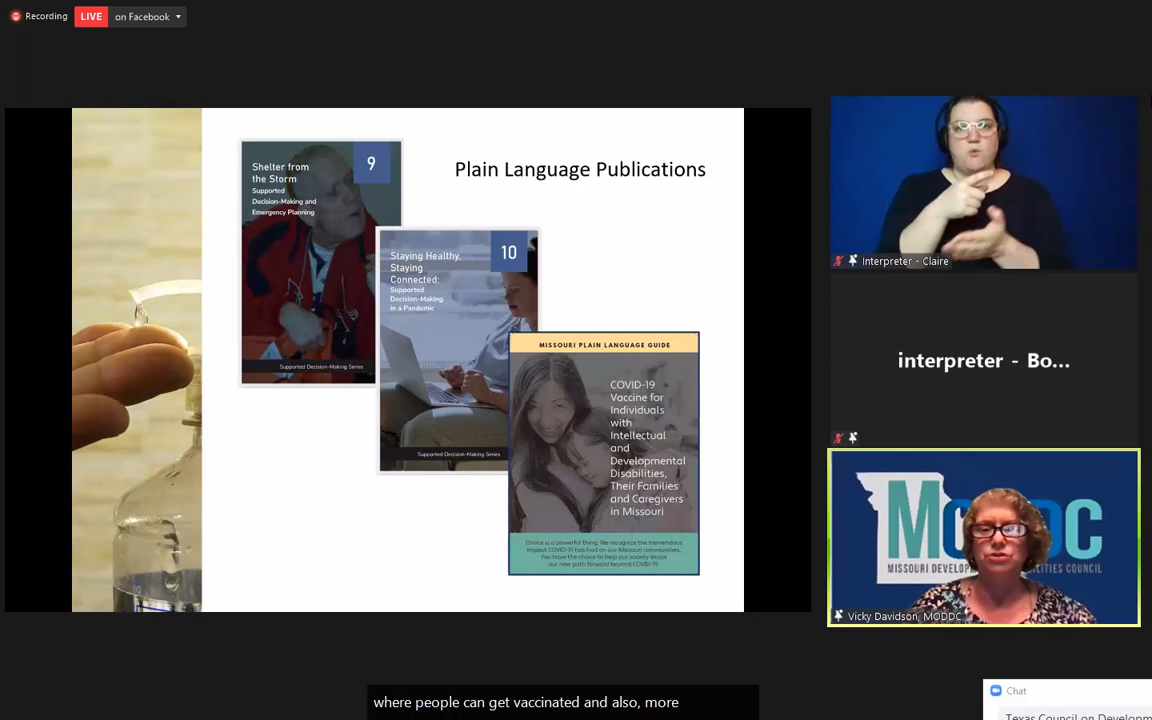 Recording
LIVE on Facebook
Plain Language Publications
9
Shelter from
the Storm
Supported
Decision-Making and
Emergency Planning
Supported Decision-Making Series
10
Staying Healthy,
Staying
Connected:
Supported
Decision-Making
in a Pandemic
Supported Decision-Making Series
MISSOURI PLAIN LANGUAGE GUIDE
COVID-19
Vaccine for
Individuals
with
Intellectual
and
Developmental
Disabilities,
Their Families
and Caregivers
in Missouri
Choice is a powerful thing. We recognize the tremendous
impact COVID-19 has had on our Missouri communities.
You have the choice to help our society shape
our new path forward beyond COVID-19.
Interpreter - Claire
interpreter - Bo...
MODDC
MISSOURI DEVELOP ILITIES COUNCIL
Vicky Davidson, MODDC
where people can get vaccinated and also, more
Chat
Texas Council on Developm